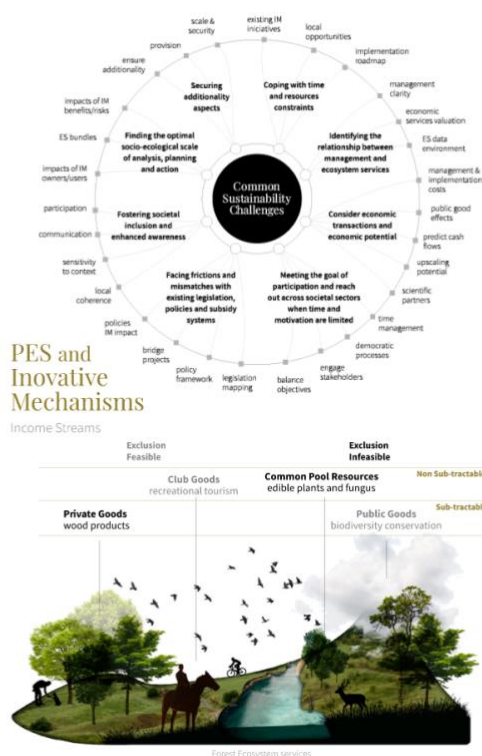 existing IM
initiatives
local
opportunities
implementation
roadmap
management
clarity
economic
services valuation
ES data
environment
management &
implementation
costs
public good
effects
predict cash
flows
upscaling
potential
scientific
partners
time
management
democratic
processes
engage
stakeholders
balance
objectives
legislation
mapping
policy
framework
bridge
projects
policies
IM impact
local
coherence
sensitivity
to context
communication
participation
impacts of IM
owners/users
ES bundles
impacts of IM
benefits/risks
ensure
additionality
provision
scale &
security
Securing
additionality
aspects
Coping with time
and resources
constraints
Finding the optimal
socio-ecological scale
of analysis, planning
and action
Identifying the
relationship between
management and
ecosystem services
Common
Sustainability
Challenges
Fostering societal
inclusion and
enhanced awareness
Consider economic
transactions and
economic potential
Facing frictions and
mismatches with
existing legislation,
policies and subsidy
systems
Meeting the goal of
participation and reach
out across societal sectors
when time and
motivation are limited
PES and
Inovative
Mechanisms
Income Streams
Exclusion
Feasible
Exclusion
Infeasible
Club Goods
recreational tourism
Common Pool Resources
edible plants and fungus
Non Sub-tractable
Private Goods
wood products
Public Goods
biodiversity conservation
Sub-tractabl
Forest Ecosystem services